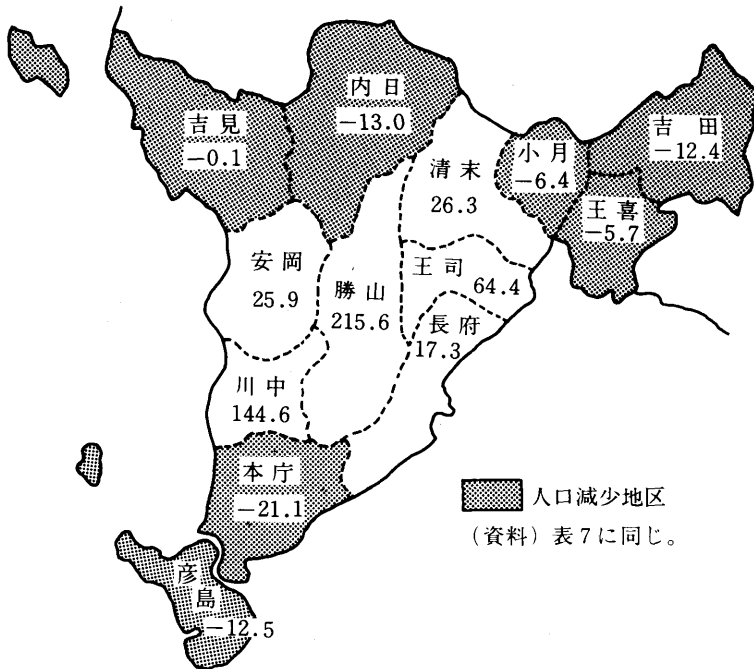 内日
−13.0
吉見
−0.1
吉田
−12.4
小月
−6.4
清末
26.3
王喜
−5.7
安岡
25.9
王司
64.4
勝山
215.6
長府
17.3
川中
144.6
本庁
−21.1
人口減少地区
(資料)表7に同じ。
彦島
−12.5